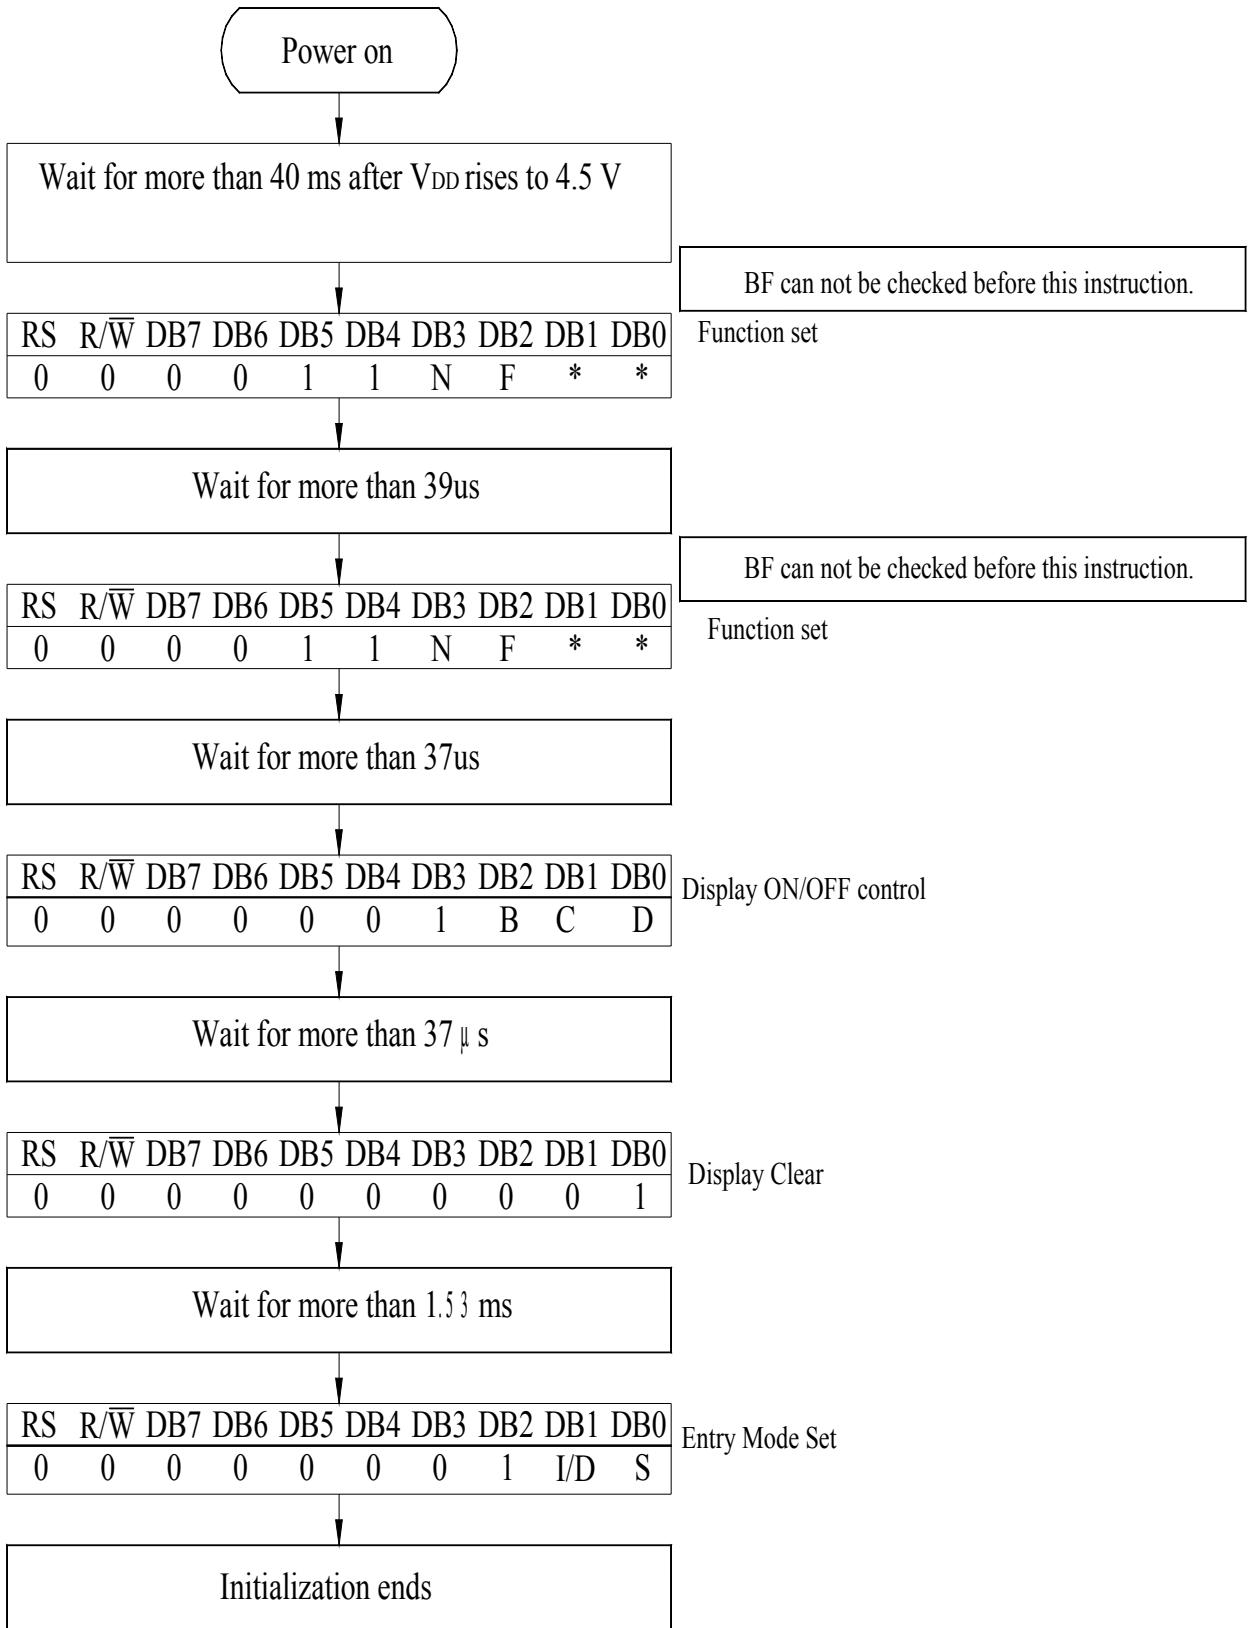 Power on
Wait for more than 40 ms after VDD rises to 4.5 V
BF can not be checked before this instruction.
RS R/W̅ DB7 DB6 DB5 DB4 DB3 DB2 DB1 DB0
Function set
0 0 0 0 1 1 N F * *
Wait for more than 39us
BF can not be checked before this instruction.
RS R/W̅ DB7 DB6 DB5 DB4 DB3 DB2 DB1 DB0
Function set
0 0 0 0 1 1 N F * *
Wait for more than 37us
RS R/W̅ DB7 DB6 DB5 DB4 DB3 DB2 DB1 DB0
Display ON/OFF control
0 0 0 0 0 0 1 B C D
Wait for more than 37 μ s
RS R/W̅ DB7 DB6 DB5 DB4 DB3 DB2 DB1 DB0
Display Clear
0 0 0 0 0 0 0 0 0 1
Wait for more than 1.53 ms
RS R/W̅ DB7 DB6 DB5 DB4 DB3 DB2 DB1 DB0
Entry Mode Set
0 0 0 0 0 0 0 1 I/D S
Initialization ends